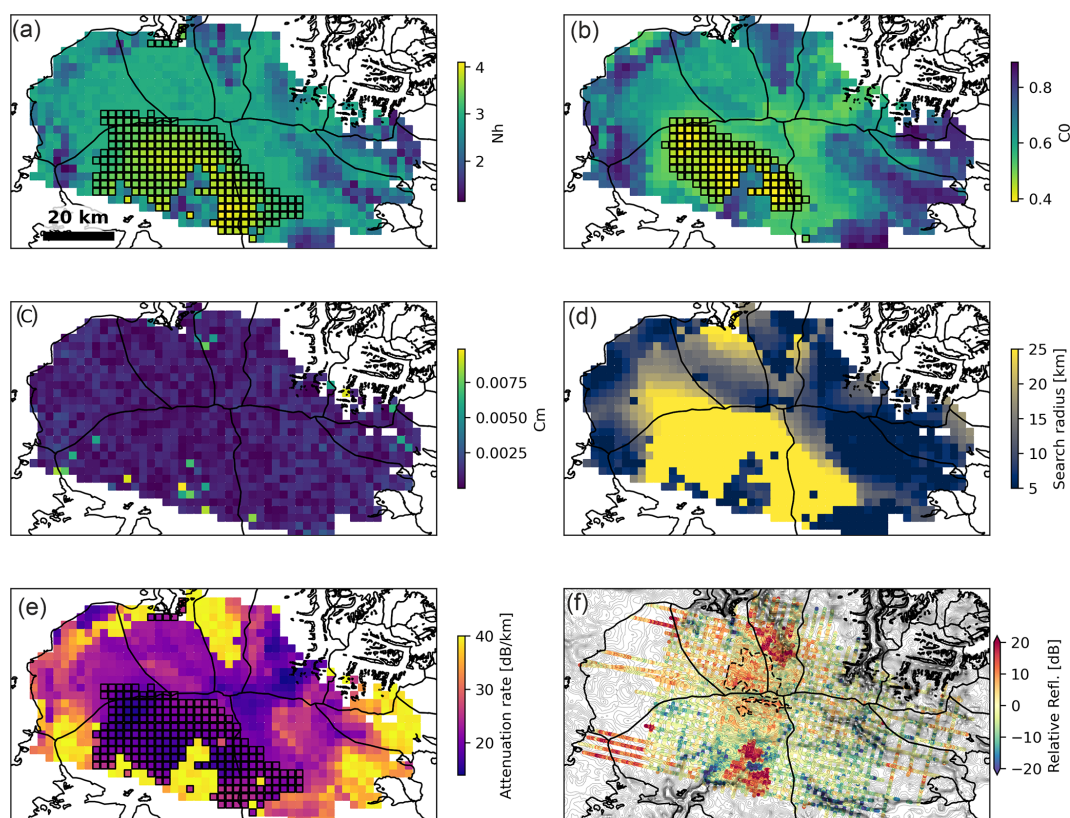 (a)
4
3
2
Nh
20 km
(b)
0.8
0.6
0.4
C0
(c)
0.0075
0.0050
0.0025
Cm
(d)
25
20
15
10
5
Search radius [km]
(e)
40
30
20
Attenuation rate [dB/km]
(f)
20
10
0
−10
−20
Relative Refl. [dB]